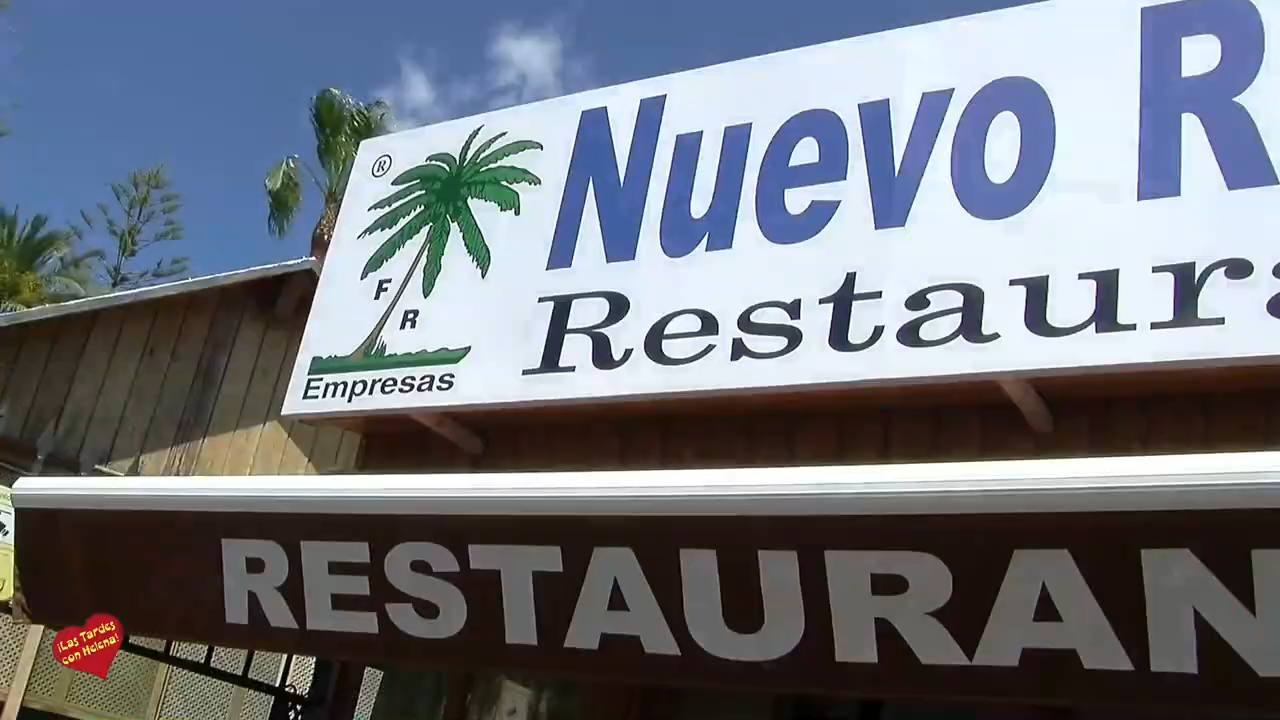 ®
Nuevo R
F
R
Restaura
Empresas
RESTAURAN
¡Las Tardes
con Helena!